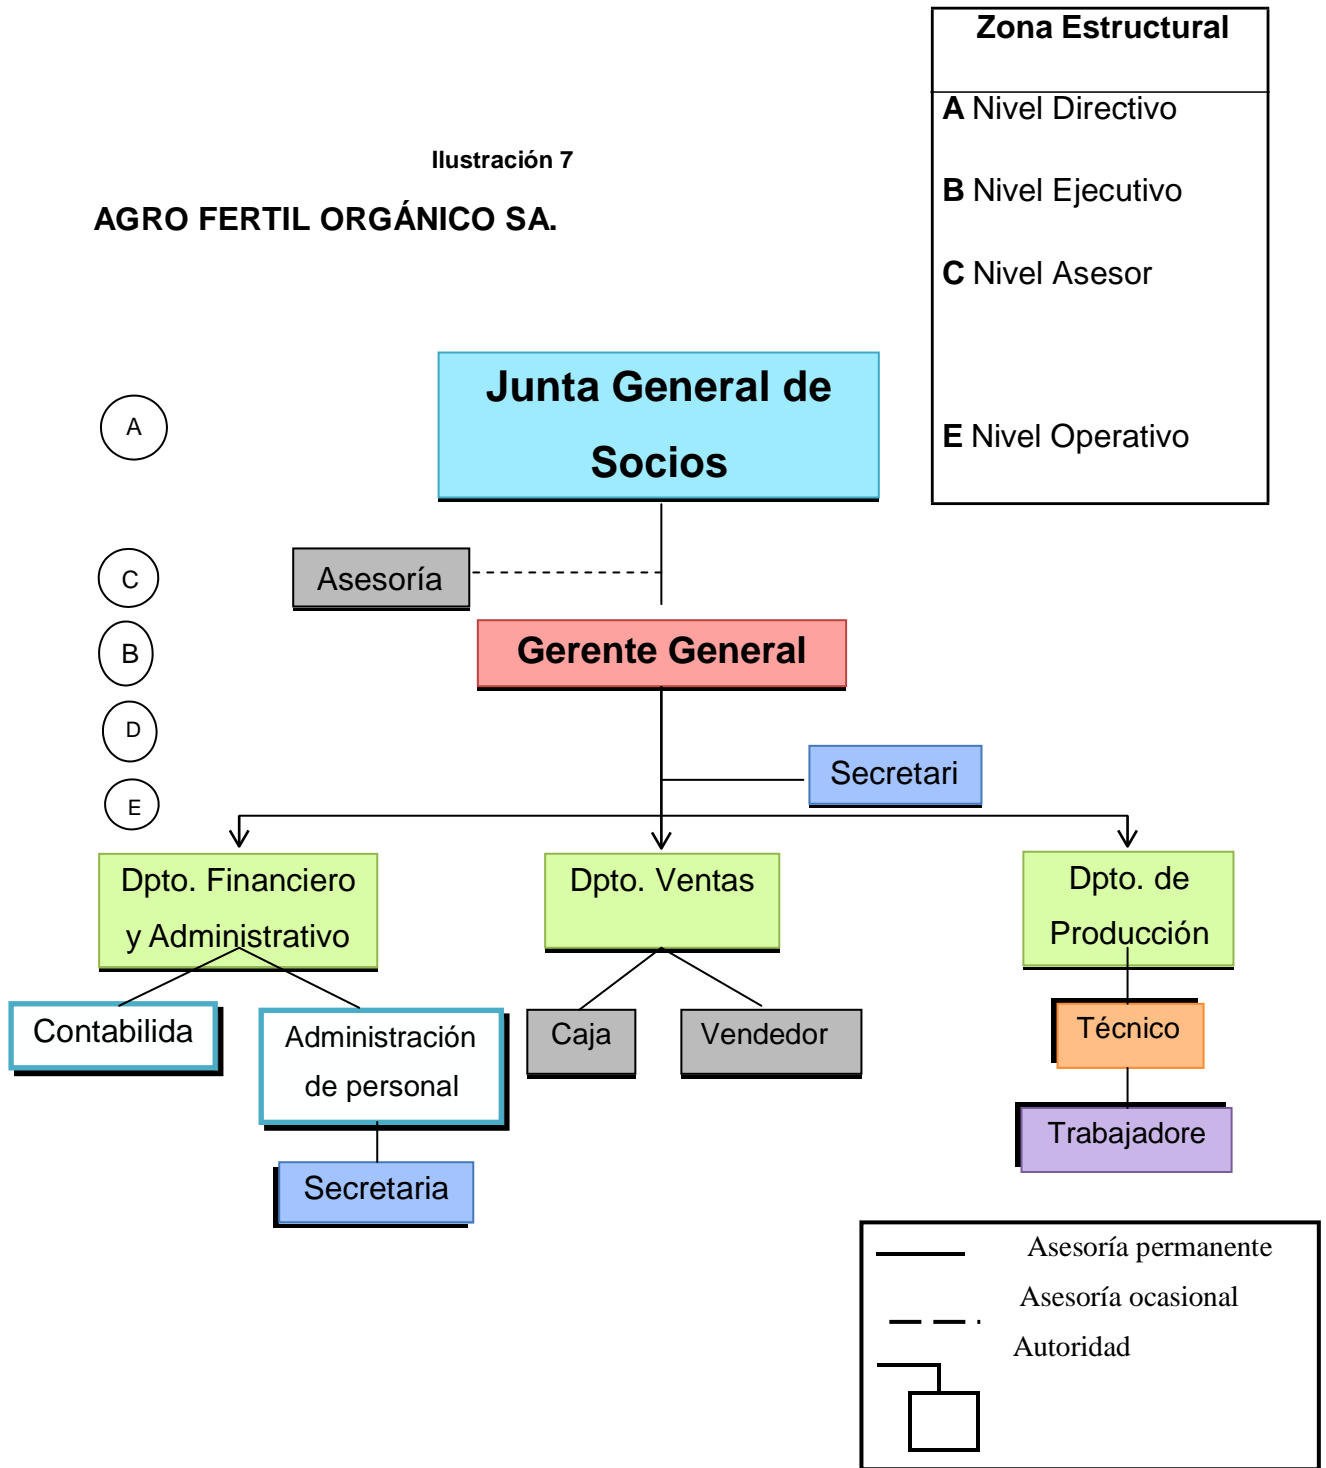 Zona Estructural
A Nivel Directivo
B Nivel Ejecutivo
C Nivel Asesor
E Nivel Operativo
Ilustración 7
AGRO FERTIL ORGÁNICO SA.
A
Junta General de
Socios
C
Asesoría
B
Gerente General
D
Secretari
E
Dpto. Financiero
y Administrativo
Dpto. Ventas
Dpto. de
Producción
Contabilida
Administración
de personal
Caja
Vendedor
Técnico
Trabajadore
Secretaria
Asesoría permanente
Asesoría ocasional
Autoridad